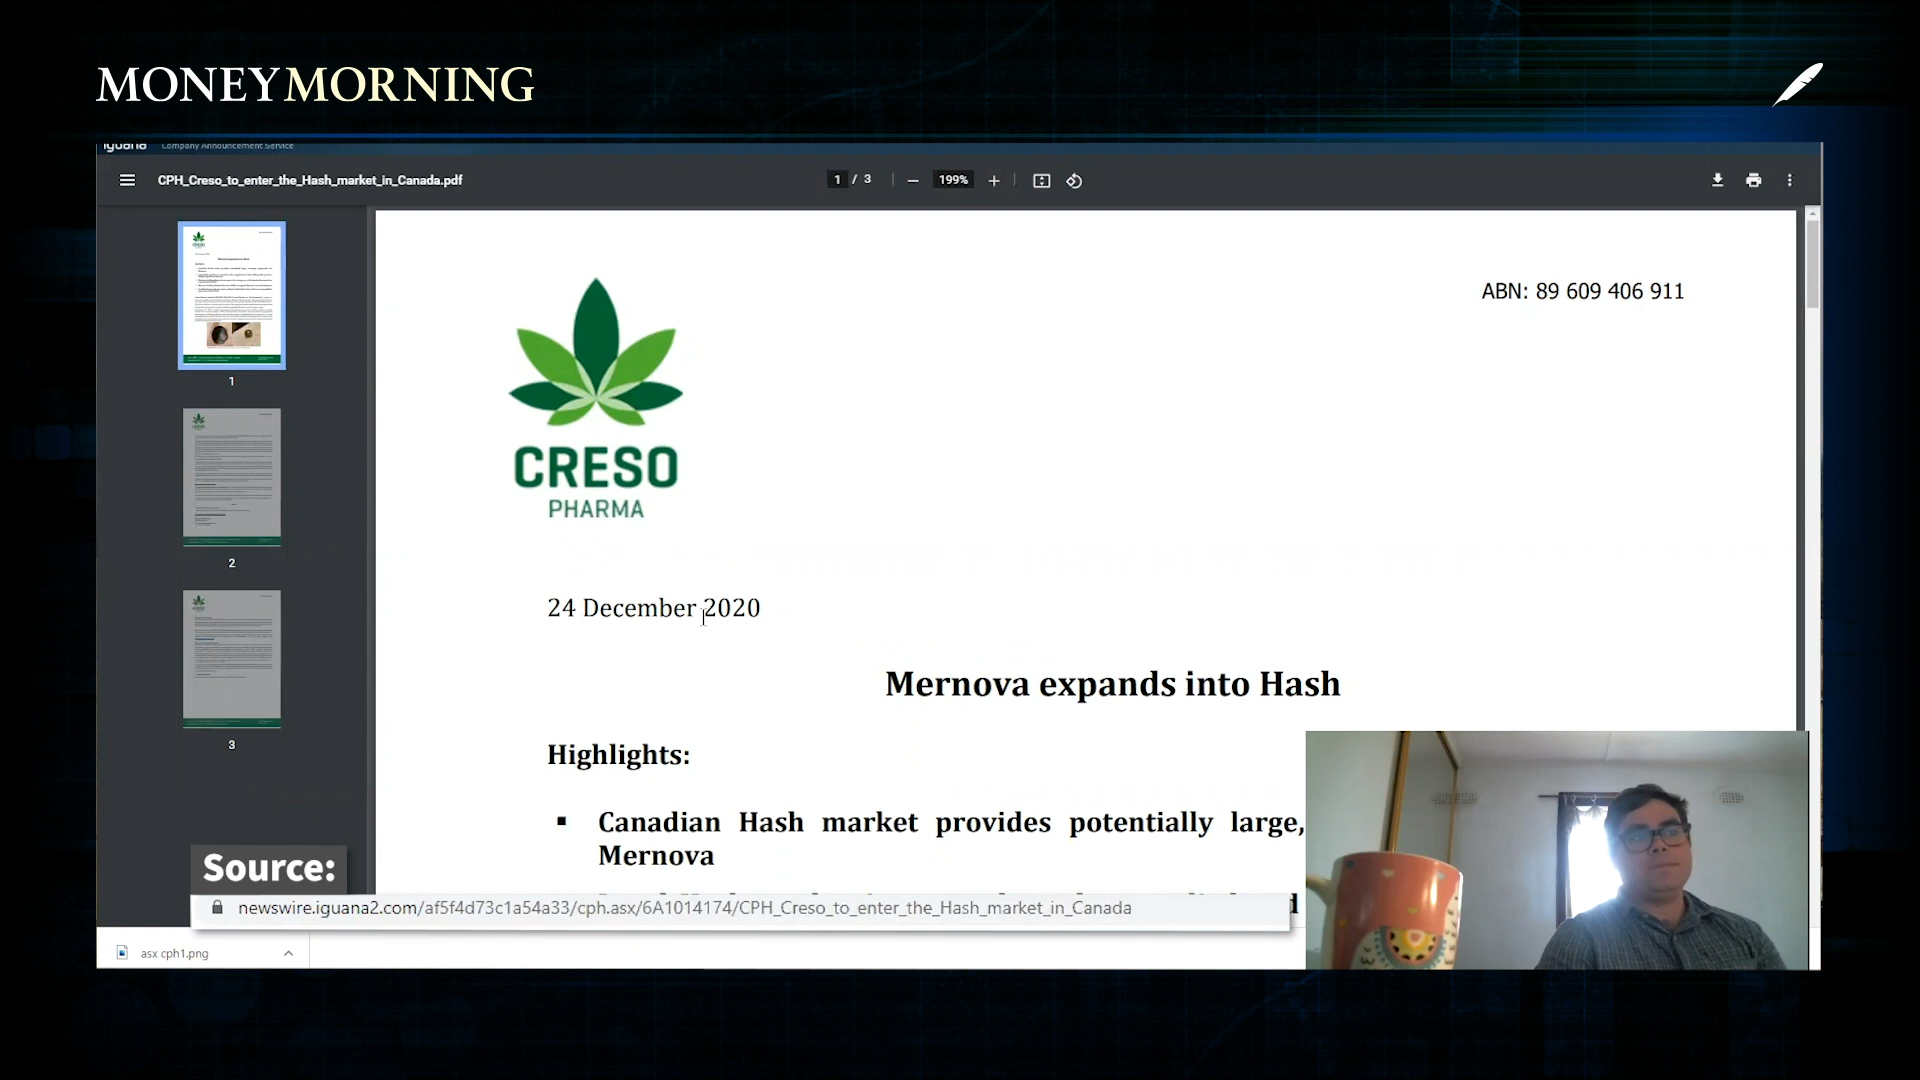 MONEYMORNING
iguana Company Announcement Service
CPH_Creso_to_enter_the_Hash_market_in_Canada.pdf
1 / 3
199%
ABN: 89 609 406 911
CRESO
PHARMA
24 December 2020
Mernova expands into Hash
Highlights:
▪ Canadian Hash market provides potentially large,
Mernova
1
2
3
Source:
newswire.iguana2.com/af5f4d73c1a54a33/cph.asx/6A1014174/CPH_Creso_to_enter_the_Hash_market_in_Canada
asx cph1.png